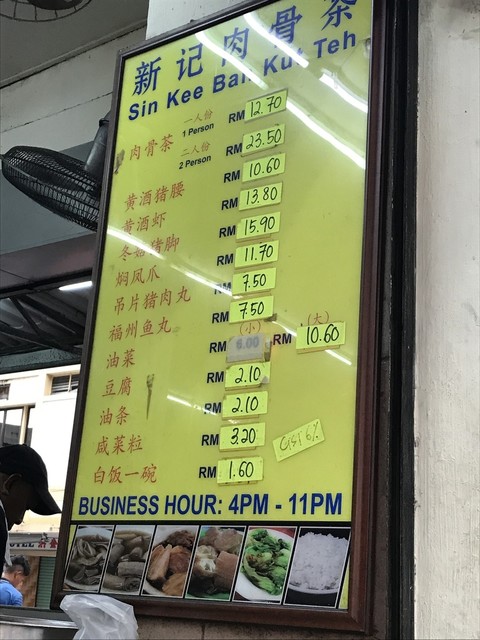 新记肉骨茶
Sin Kee Bah Kut Teh
一人份
1 Person RM 12.70
肉骨茶
二人份
2 Person RM 23.50
黄酒猪腰 RM 10.60
黄酒虾 RM 13.80
冬菇猪脚 RM 15.90
焖凤爪 RM 11.70
吊片猪肉丸 RM 7.50
福州鱼丸 RM 7.50
油菜 (小) RM 6.00 (大) RM 10.60
豆腐 RM 2.10
油条 RM 2.10
咸菜粒 RM 3.20
白饭一碗 RM 1.60
6%
BUSINESS HOUR: 4PM - 11PM